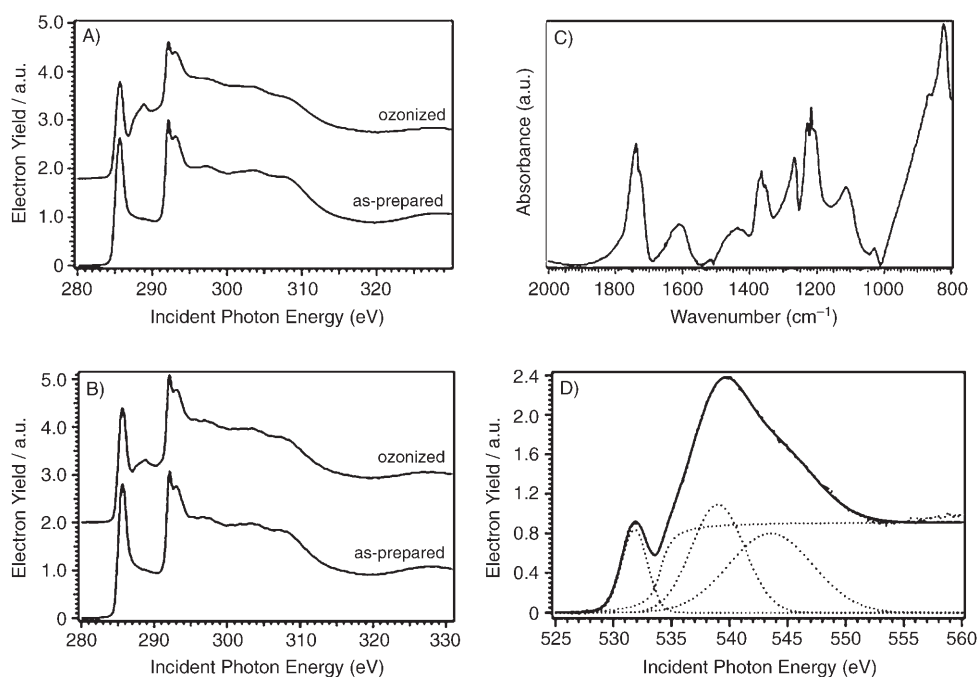 A)
5.0
4.0
3.0
2.0
1.0
0
Electron Yield / a.u.
ozonized
as-prepared
280 290 300 310 320
Incident Photon Energy (eV)
C)
Absorbance (a.u.)
2000 1800 1600 1400 1200 1000 800
Wavenumber (cm⁻¹)
B)
5.0
4.0
3.0
2.0
1.0
0
Electron Yield / a.u.
ozonized
as-prepared
280 290 300 310 320 330
Incident Photon Energy (eV)
D)
2.4
2.0
1.6
1.2
0.8
0.4
0
Electron Yield / a.u.
525 530 535 540 545 550 555 560
Incident Photon Energy (eV)